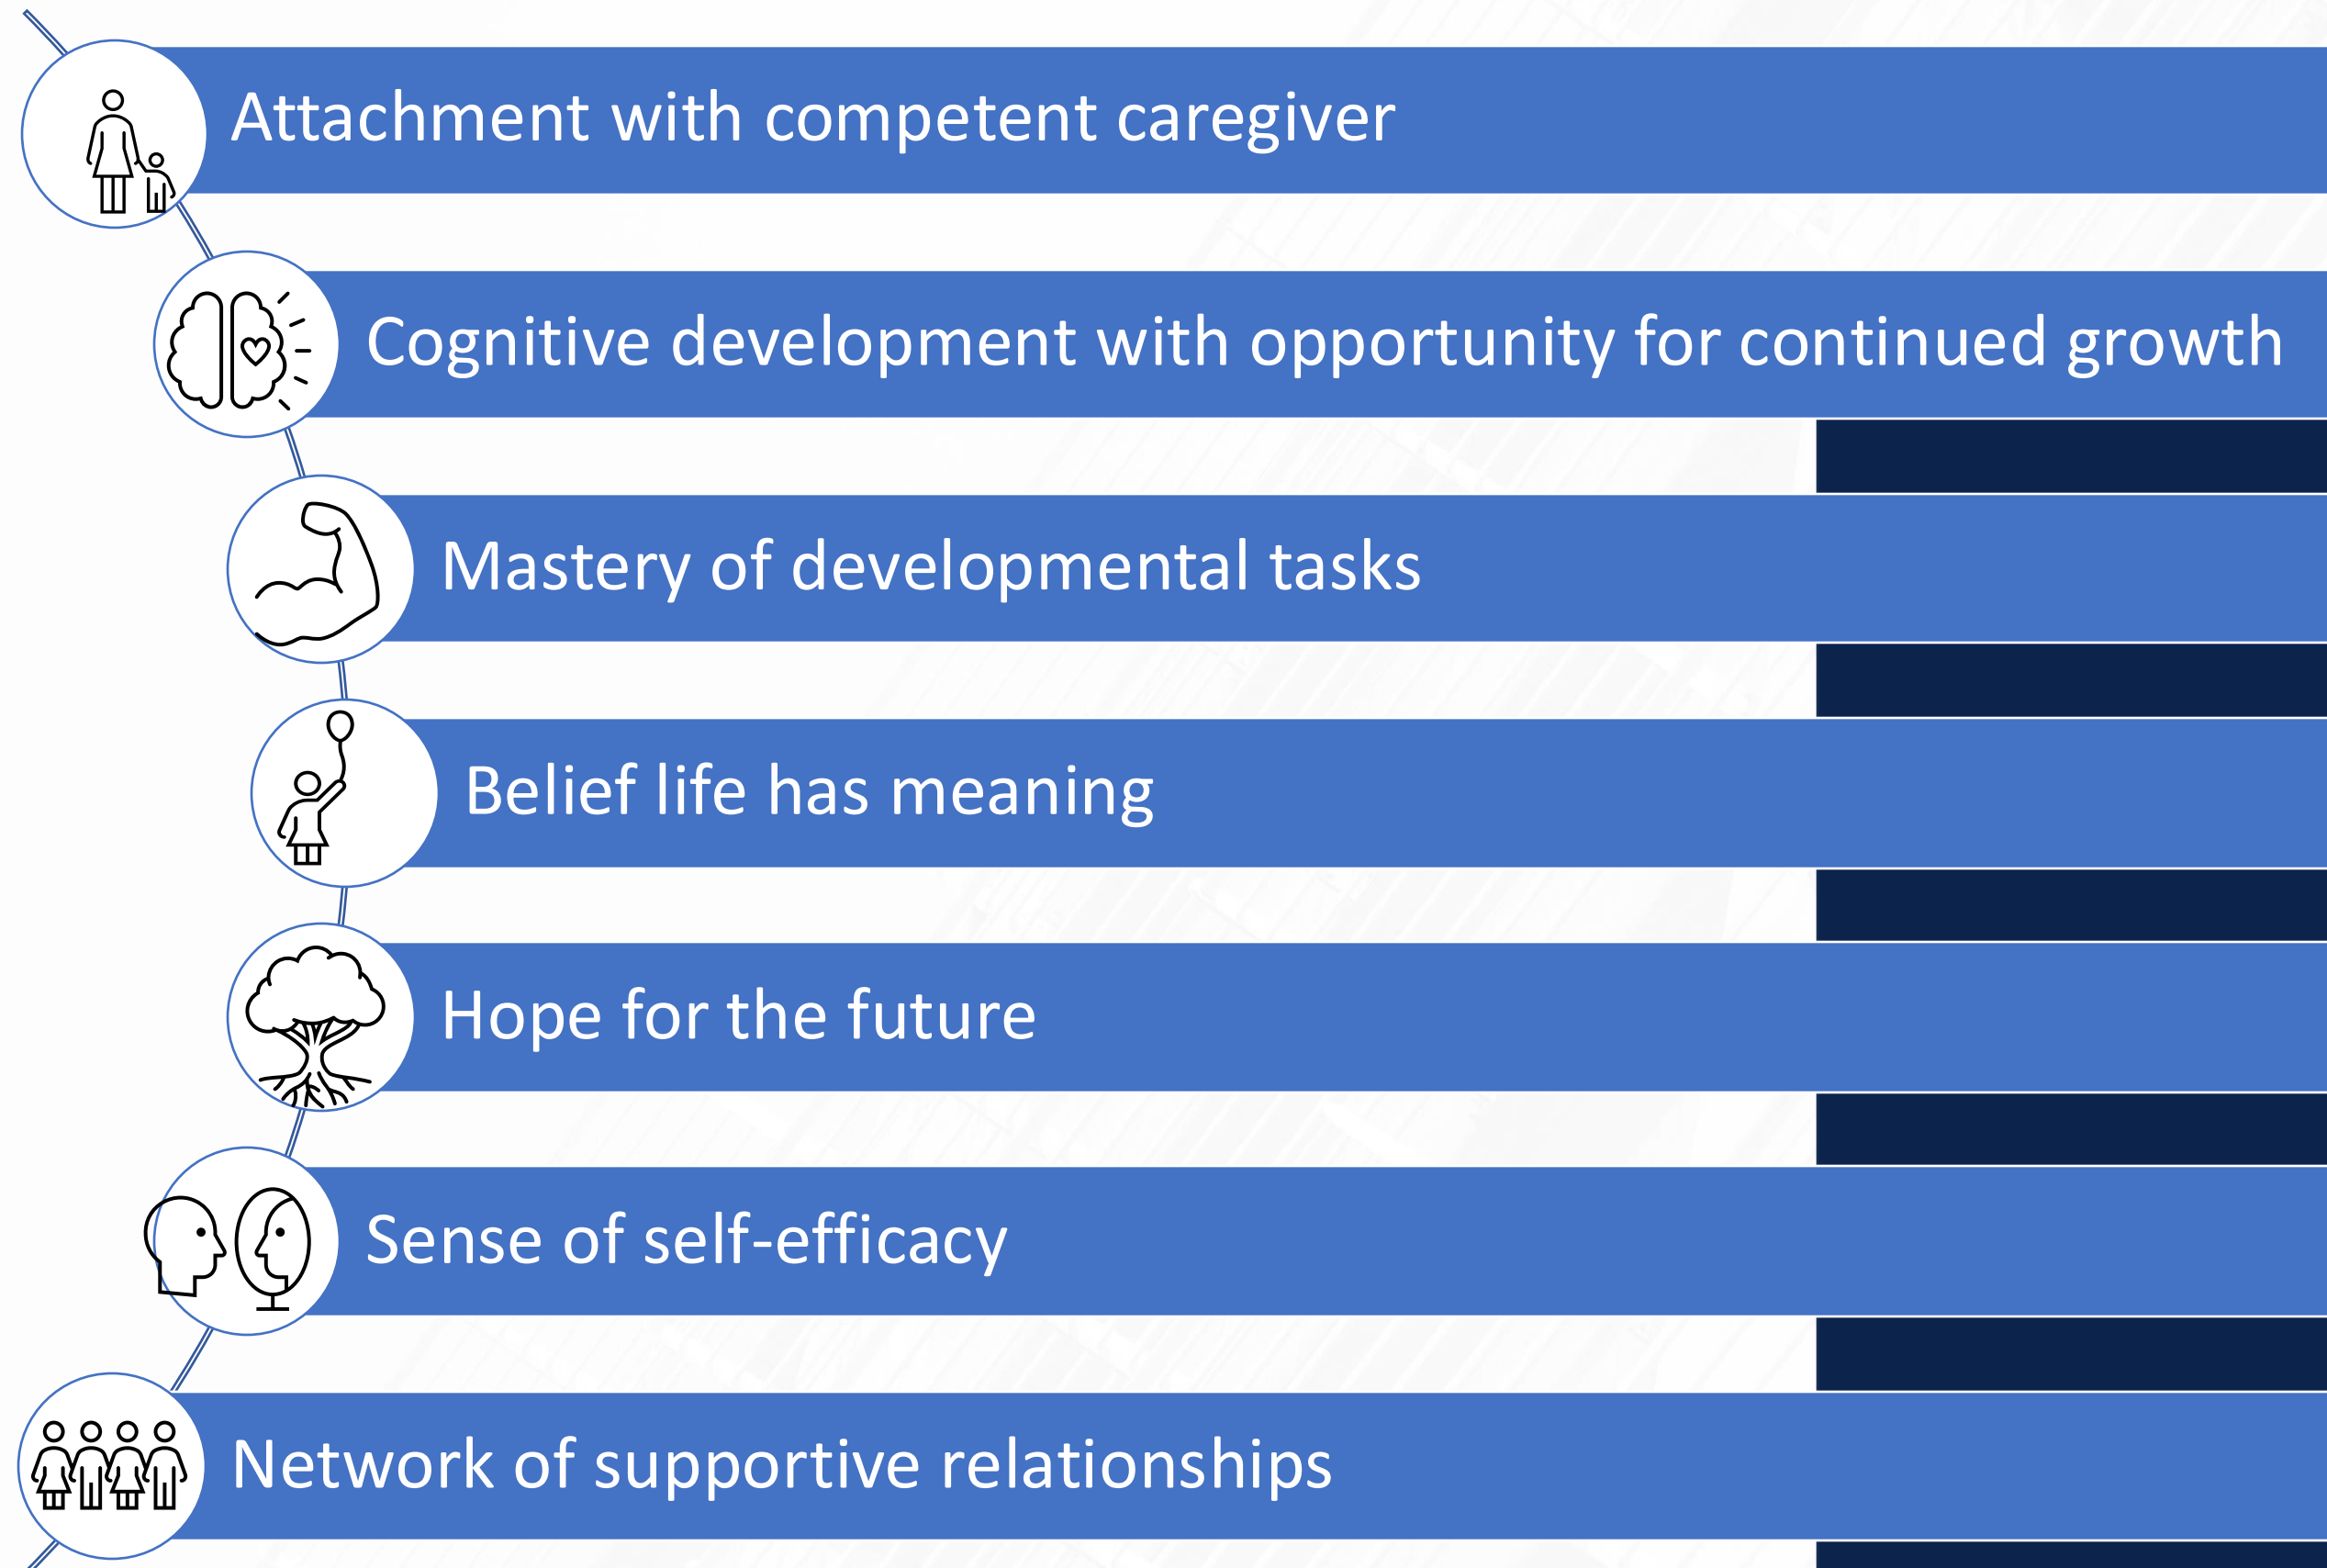 Attachment with competent caregiver
Cognitive development with opportunity for continued growth
Mastery of developmental tasks
Belief life has meaning
Hope for the future
Sense of self-efficacy
Network of supportive relationships